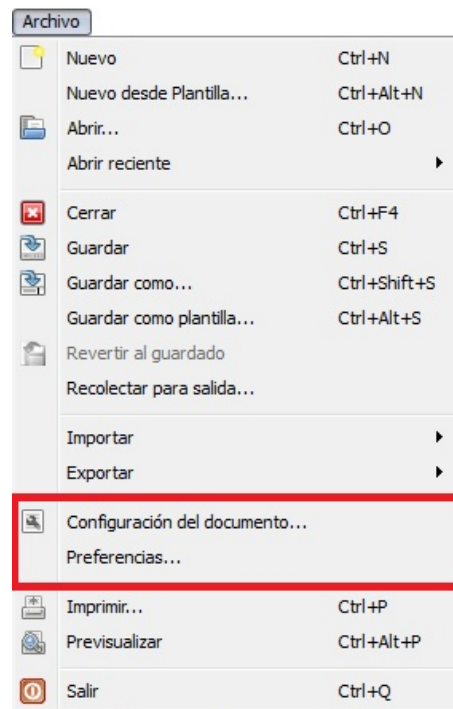 Archivo
Nuevo Ctrl+N
Nuevo desde Plantilla... Ctrl+Alt+N
Abrir... Ctrl+O
Abrir reciente
Cerrar Ctrl+F4
Guardar Ctrl+S
Guardar como... Ctrl+Shift+S
Guardar como plantilla... Ctrl+Alt+S
Revertir al guardado
Recolectar para salida...
Importar
Exportar
Configuración del documento...
Preferencias...
Imprimir... Ctrl+P
Previsualizar Ctrl+Alt+P
Salir Ctrl+Q